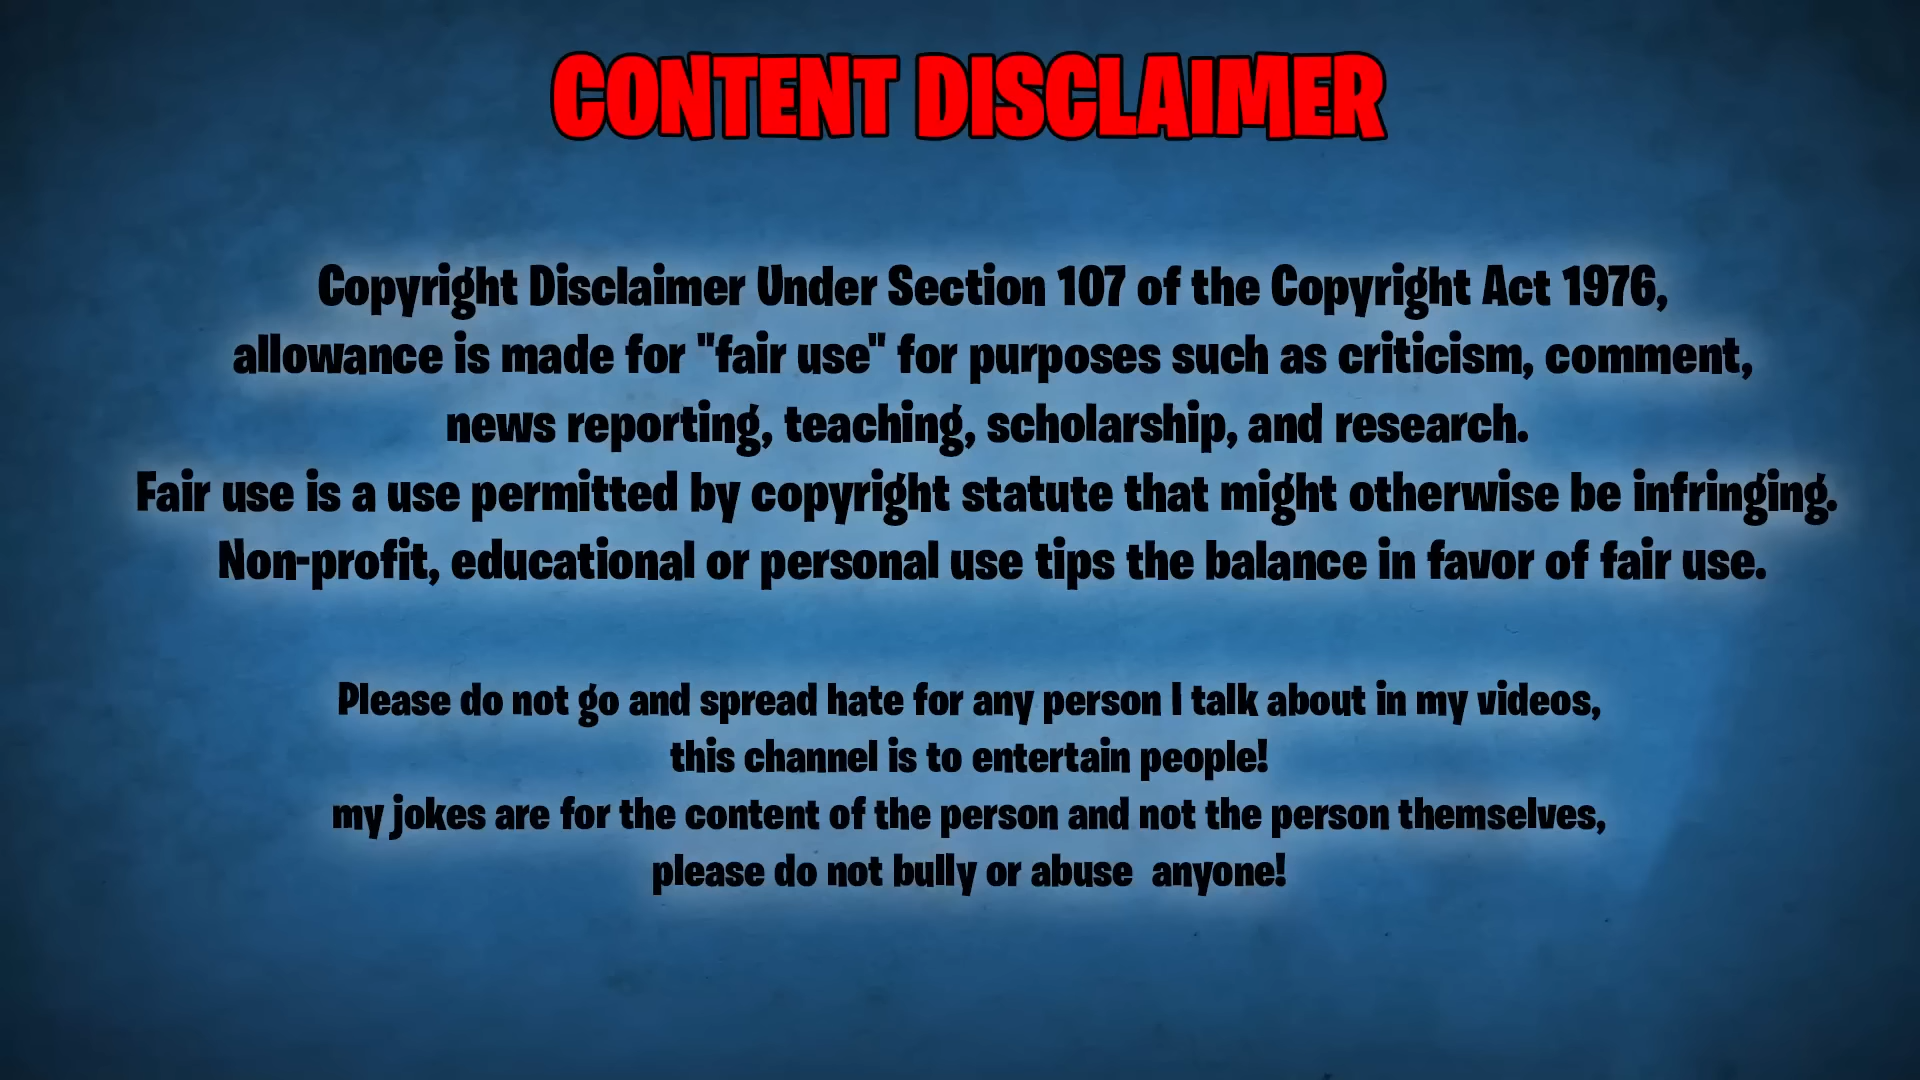 CONTENT DISCLAIMER
Copyright Disclaimer Under Section 107 of the Copyright Act 1976,
allowance is made for "fair use" for purposes such as criticism, comment,
news reporting, teaching, scholarship, and research.
Fair use is a use permitted by copyright statute that might otherwise be infringing.
Non-profit, educational or personal use tips the balance in favor of fair use.
Please do not go and spread hate for any person I talk about in my videos,
this channel is to entertain people!
my jokes are for the content of the person and not the person themselves,
please do not bully or abuse  anyone!